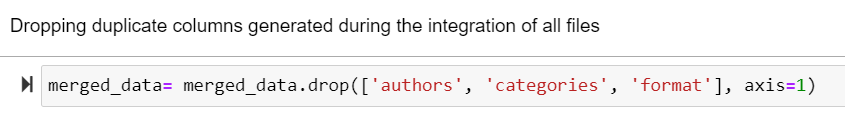 Dropping duplicate columns generated during the integration of all files
merged_data= merged_data.drop(['authors', 'categories', 'format'], axis=1)